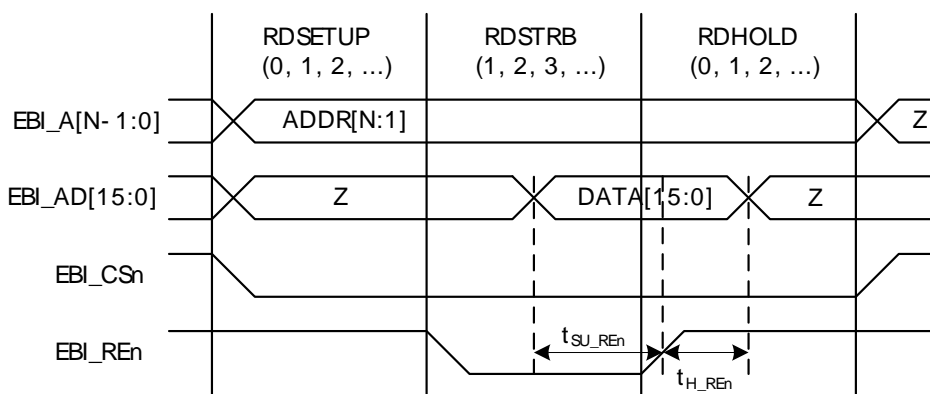 RDSETUP
(0, 1, 2, ...)
RDSTRB
(1, 2, 3, ...)
RDHOLD
(0, 1, 2, ...)
EBI_A[N-1:0]
ADDR[N:1]
Z
EBI_AD[15:0]
Z
DATA[15:0]
Z
EBI_CSn
EBI_REn
tSU_REn
tH_REn